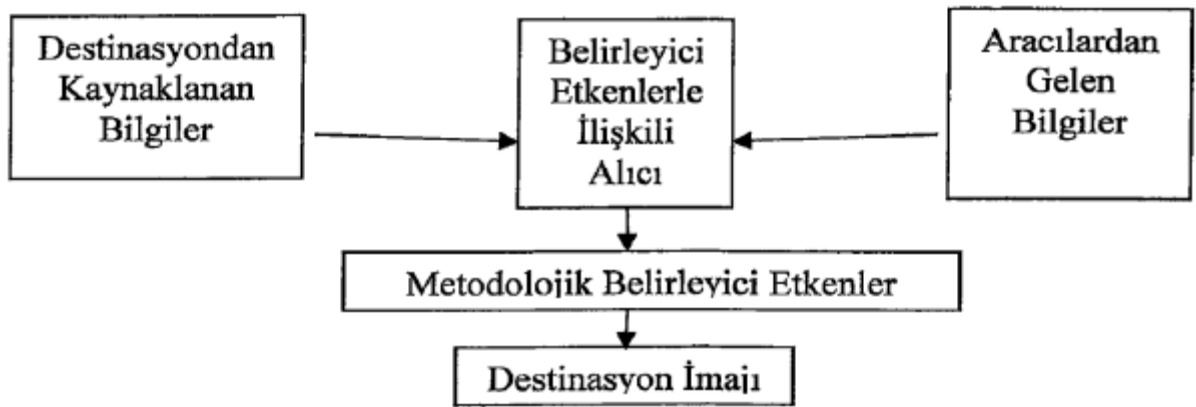 Destinasyondan
Kaynaklanan
Bilgiler
Belirleyici
Etkenlerle
İlişkili
Alıcı
Aracılardan
Gelen
Bilgiler
Metodolojik Belirleyici Etkenler
Destinasyon İmajı